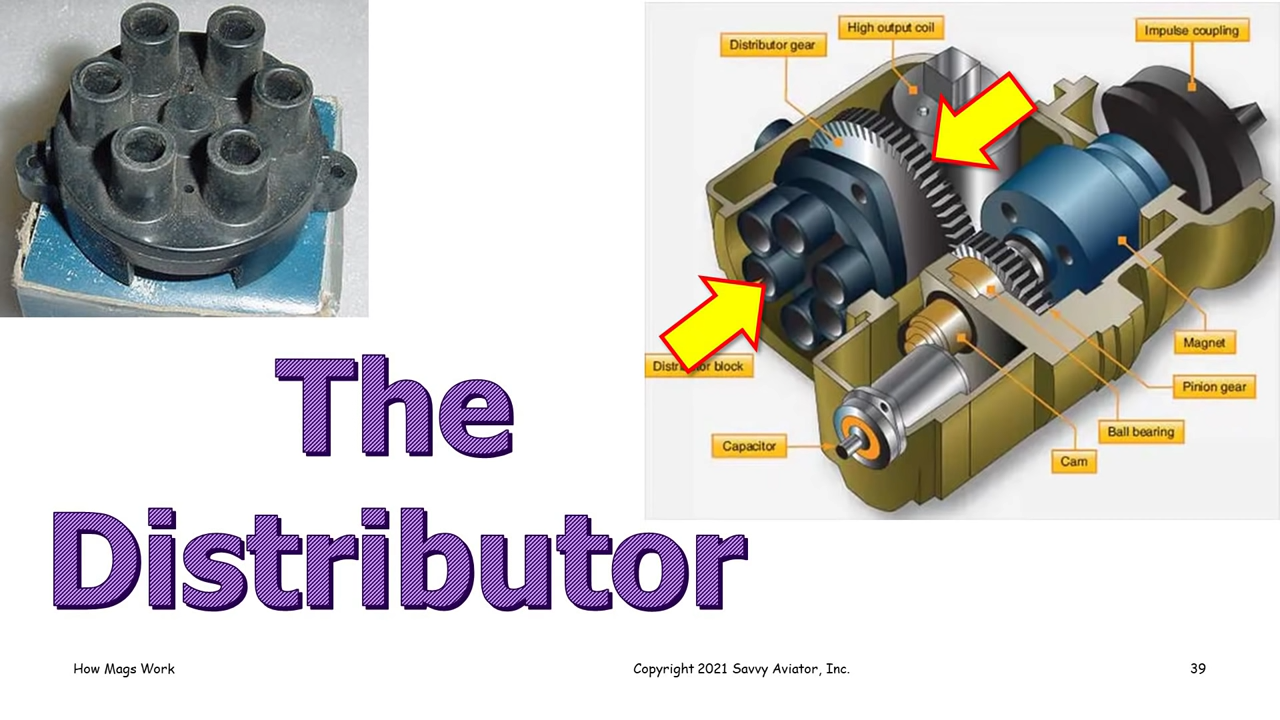 Distributor gear
High output coil
Impulse coupling
block
Magnet
Pinion gear
Ball bearing
Capacitor
Cam
The
Distributor
How Mags Work
Copyright 2021 Savvy Aviator, Inc.
39